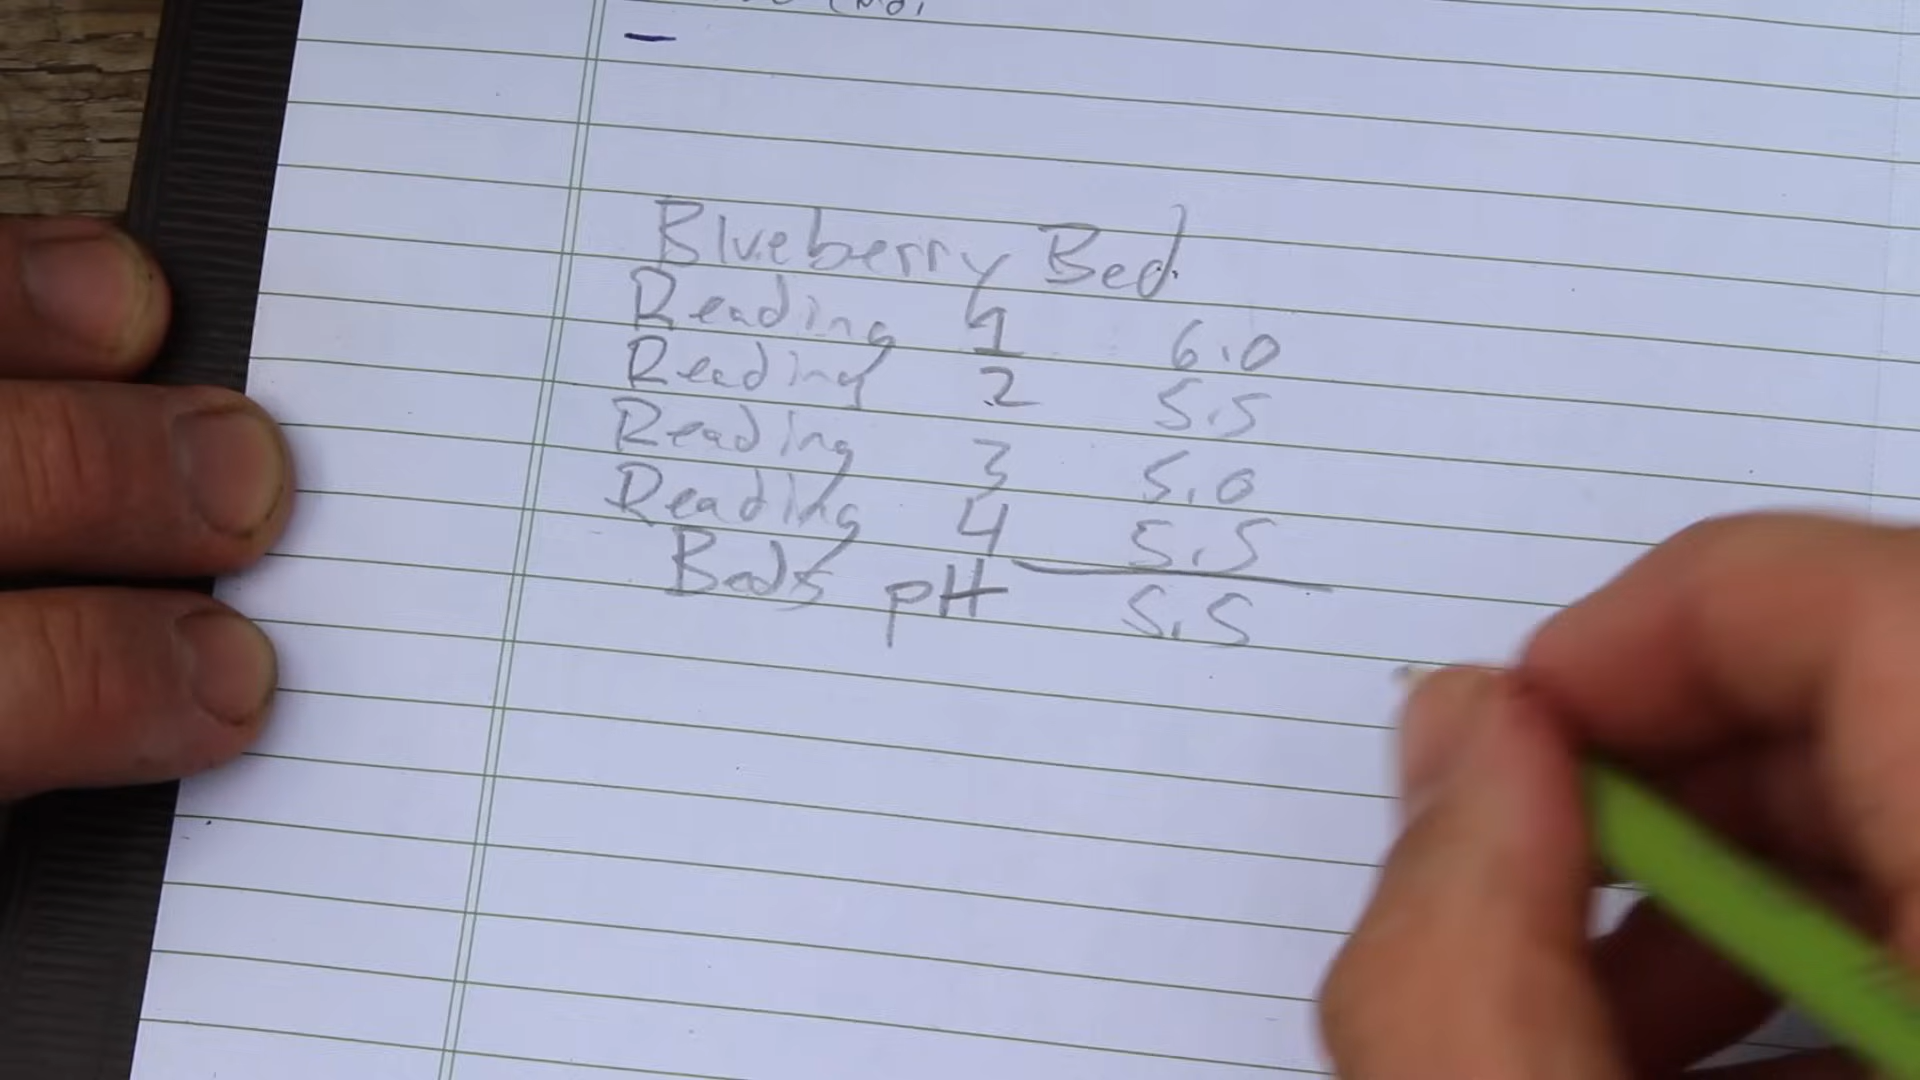 Blueberry Bed
Reading 1 6.0
Reading 2 5.5
Reading 3 5.0
Reading 4 5.5
Beds pH 5.5